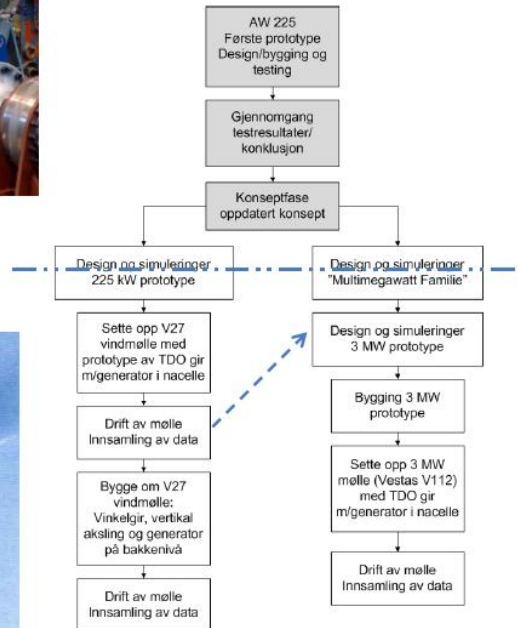 AW 225
Første prototype
Design/bygging og
testing
Gjennomgang
testresultater/
konklusjon
Konseptfase
oppdatert konsept
Design og simuleringer
225 kW prototype
Design og simuleringer
"Multimegawatt Familie"
Sette opp V27
vindmølle med
prototype av TDO gir
m/generator i nacelle
Design og simuleringer
3 MW prototype
Drift av mølle
Innsamling av data
Bygging 3 MW
prototype
Bygge om V27
vindmølle:
Vinkelgir, vertikal
aksling og generator
på bakkenivå
Sette opp 3 MW
mølle (Vestas V112)
med TDO gir
m/generator i nacelle
Drift av mølle
Innsamling av data
Drift av mølle
Innsamling av data